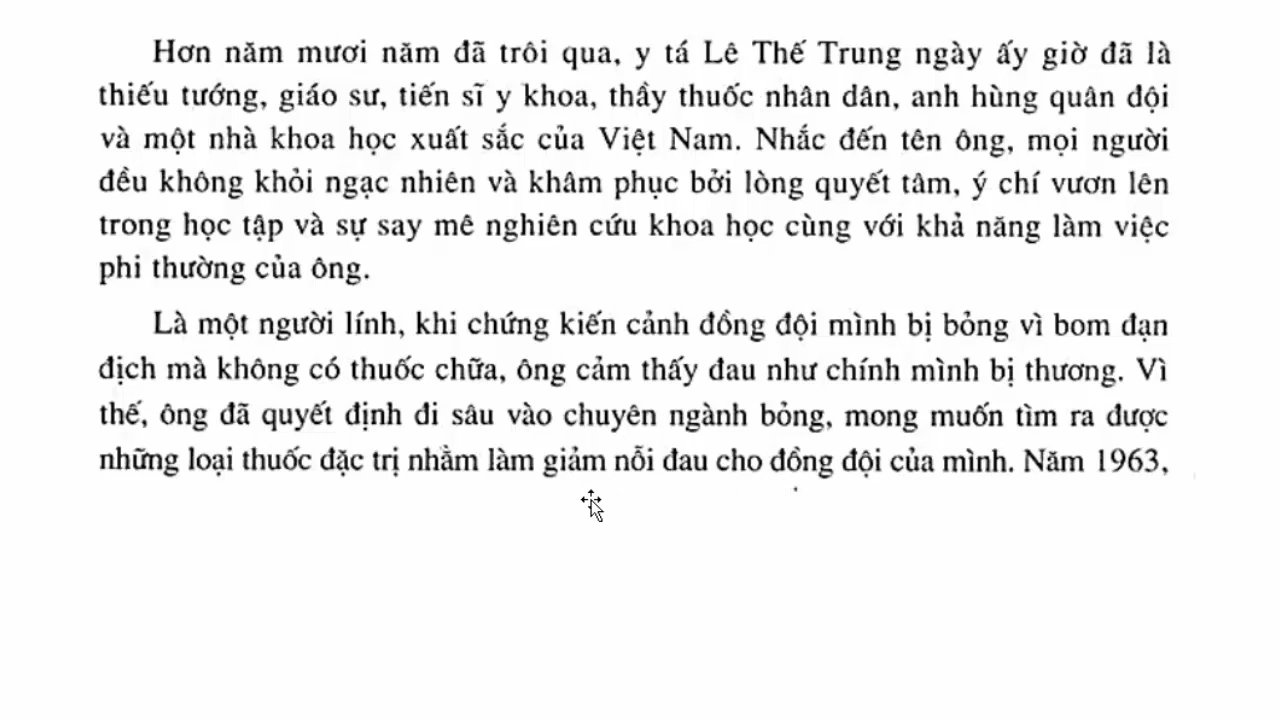 Hơn năm mươi năm đã trôi qua, y tá Lê Thế Trung ngày ấy giờ đã là
thiếu tướng, giáo sư, tiến sĩ y khoa, thầy thuốc nhân dân, anh hùng quân đội
và một nhà khoa học xuất sắc của Việt Nam. Nhắc đến tên ông, mọi người
đều không khỏi ngạc nhiên và khâm phục bởi lòng quyết tâm, ý chí vươn lên
trong học tập và sự say mê nghiên cứu khoa học cùng với khả năng làm việc
phi thường của ông.
Là một người lính, khi chứng kiến cảnh đồng đội mình bị bỏng vì bom đạn
địch mà không có thuốc chữa, ông cảm thấy đau như chính mình bị thương. Vì
thế, ông đã quyết định đi sâu vào chuyên ngành bỏng, mong muốn tìm ra được
những loại thuốc đặc trị nhằm làm giảm nỗi đau cho đồng đội của mình. Năm 1963,